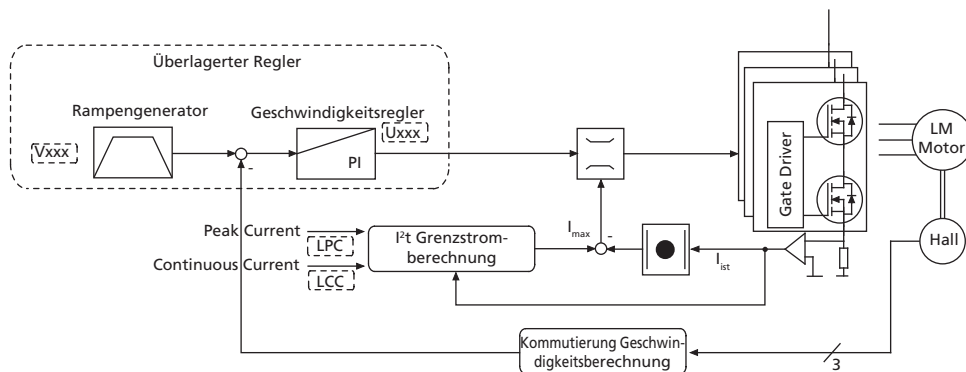 Überlagerter Regler
Rampengenerator
Geschwindigkeitsregler
Uxxx
Vxxx
PI
-
Gate Driver
LM
Motor
Hall
Peak Current
LPC
Continuous Current
LCC
I²t Grenzstrom-
berechnung
Imax
-
Iist
Kommutierung Geschwin-
digkeitsberechnung
3